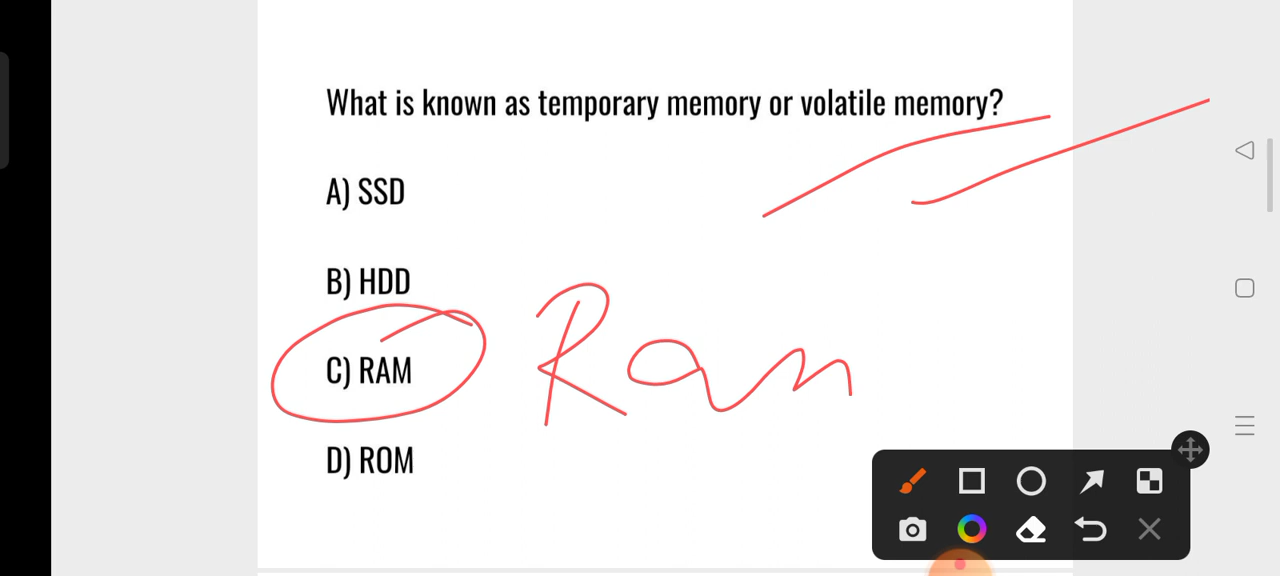 What is known as temporary memory or volatile memory?
A) SSD
B) HDD
C) RAM
Ram
D) ROM